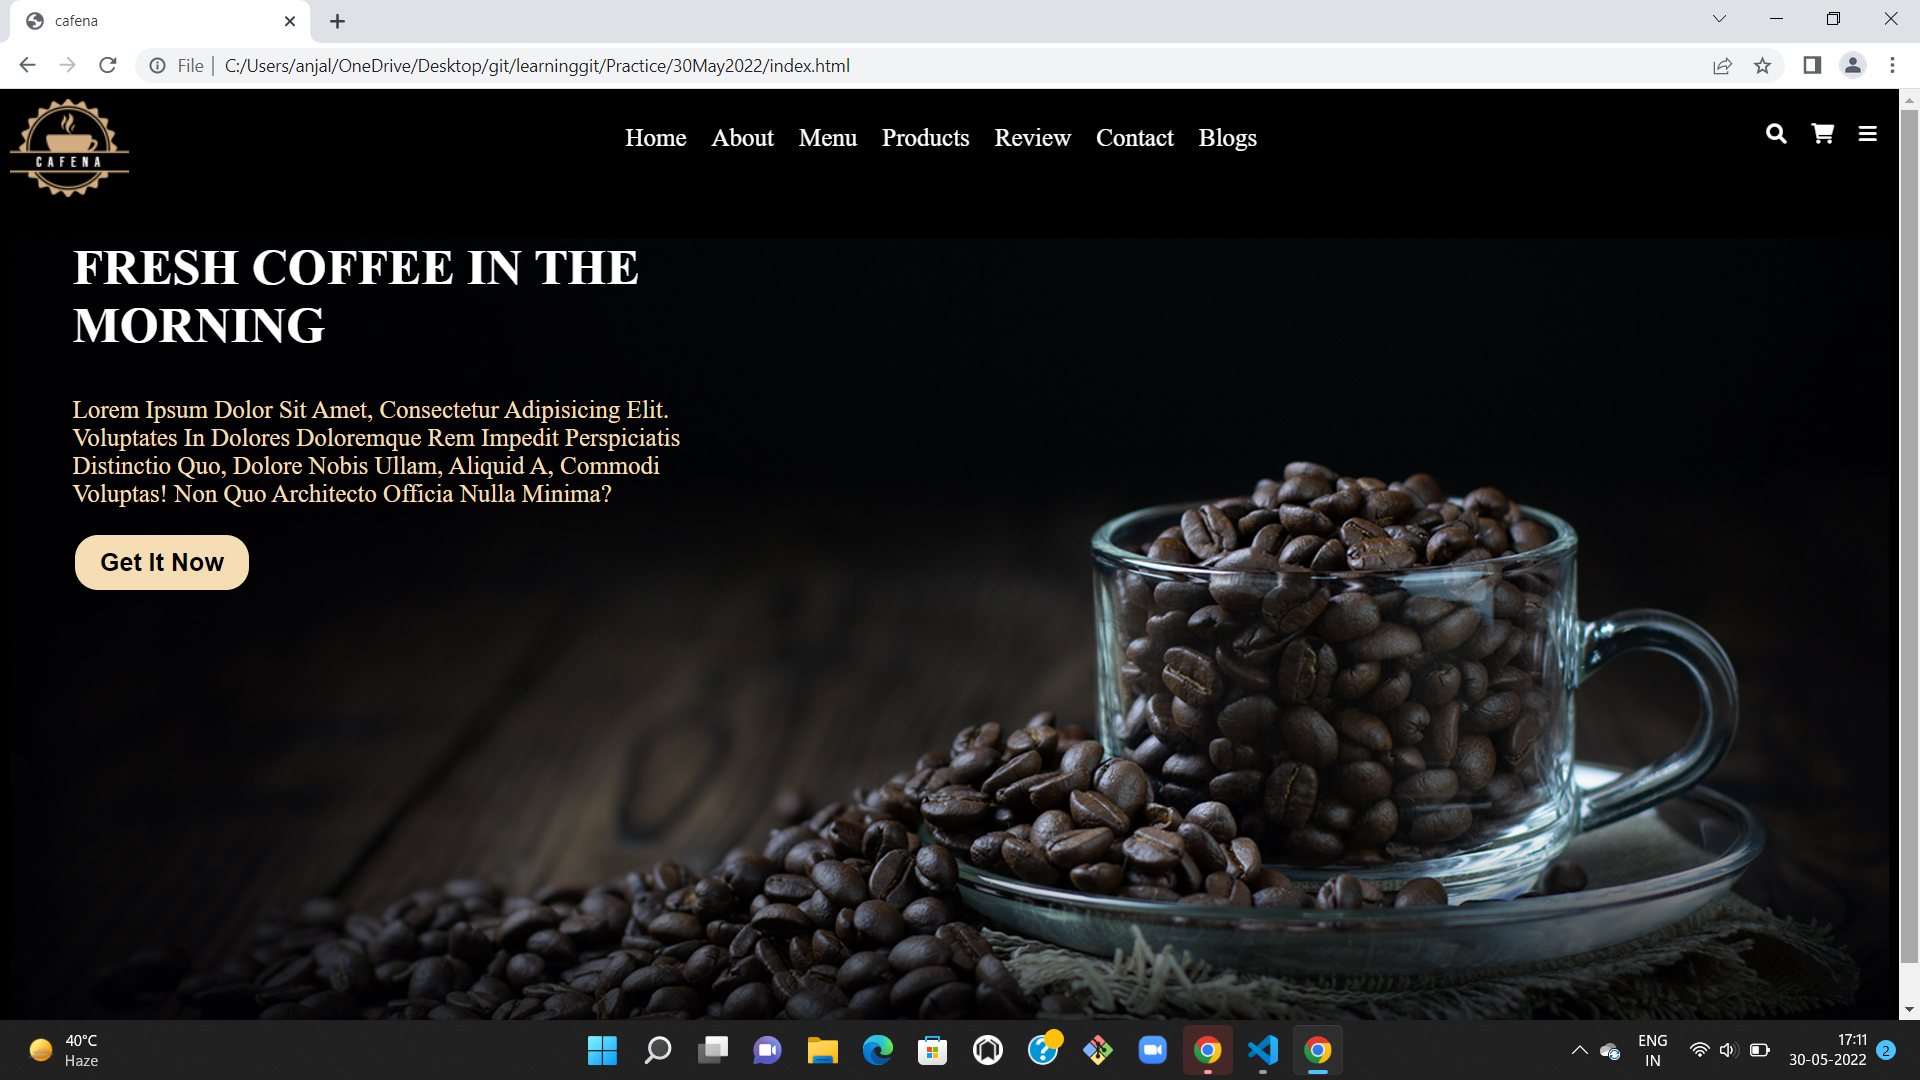 cafena
File
C:/Users/anjal/OneDrive/Desktop/git/learninggit/Practice/30May2022/index.html
CAFENA
Home About Menu Products Review Contact Blogs
FRESH COFFEE IN THE
MORNING
Lorem Ipsum Dolor Sit Amet, Consectetur Adipisicing Elit.
Voluptates In Dolores Doloremque Rem Impedit Perspiciatis
Distinctio Quo, Dolore Nobis Ullam, Aliquid A, Commodi
Voluptas! Non Quo Architecto Officia Nulla Minima?
Get It Now
40°C
Haze
ENG
IN
17:11
30-05-2022
2